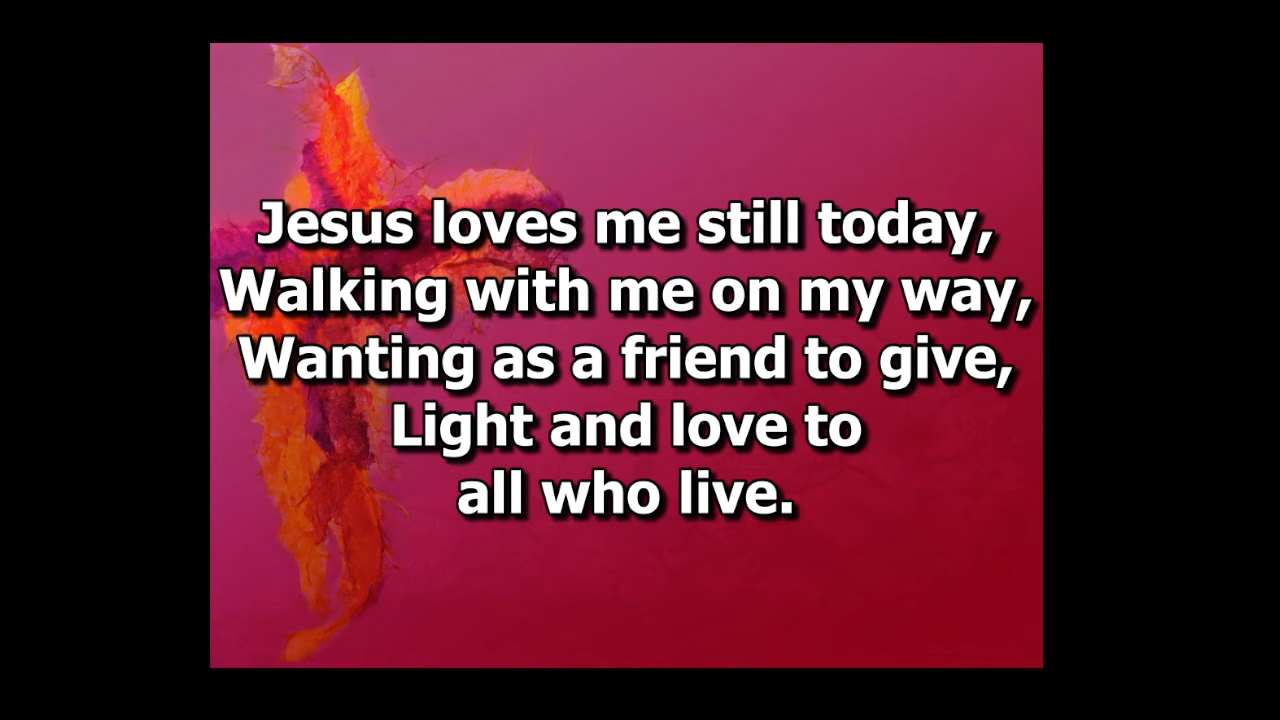 Jesus loves me still today,
Walking with me on my way,
Wanting as a friend to give,
Light and love to
all who live.